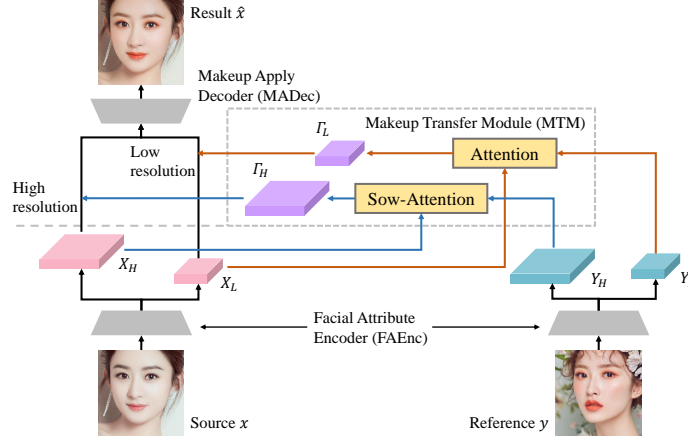 Result x̂
Makeup Apply
Decoder (MADec)
Makeup Transfer Module (MTM)
Γ_L
Low
resolution
Attention
Γ_H
High
resolution
Sow-Attention
X_H
X_L
Y_H
Y
Facial Attribute
Encoder (FAEnc)
Source x
Reference y